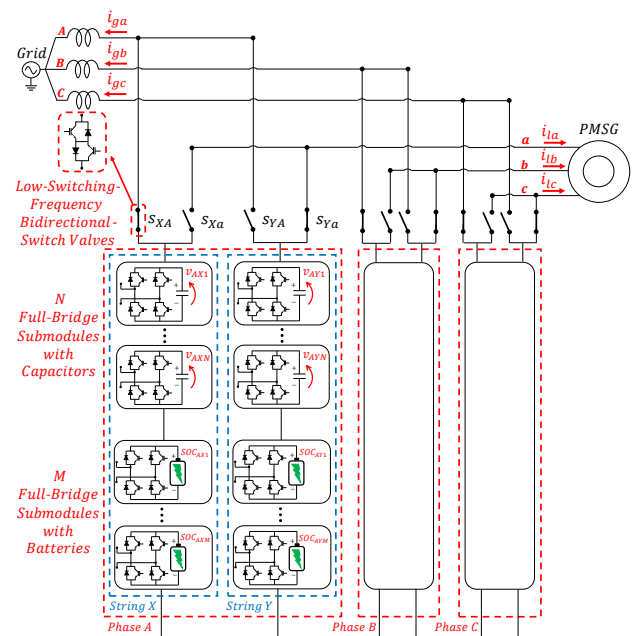 i_ga
A
Grid
i_gb
B
i_gc
C
PMSG
a
i_la
b
i_lb
c
i_lc
Low-Switching-
Frequency
Bidirectional-
Switch Valves
s_XA
s_Xa
s_YA
s_Ya
N
Full-Bridge
Submodules
with
Capacitors
v_AX1
+
−
v_AY1
+
−
v_AXN
+
−
v_AYN
+
−
M
Full-Bridge
Submodules
with
Batteries
SOC_AX1
+
−
SOC_AY1
+
−
SOC_AXM
+
−
SOC_AYM
+
−
String X
String Y
Phase A
Phase B
Phase C